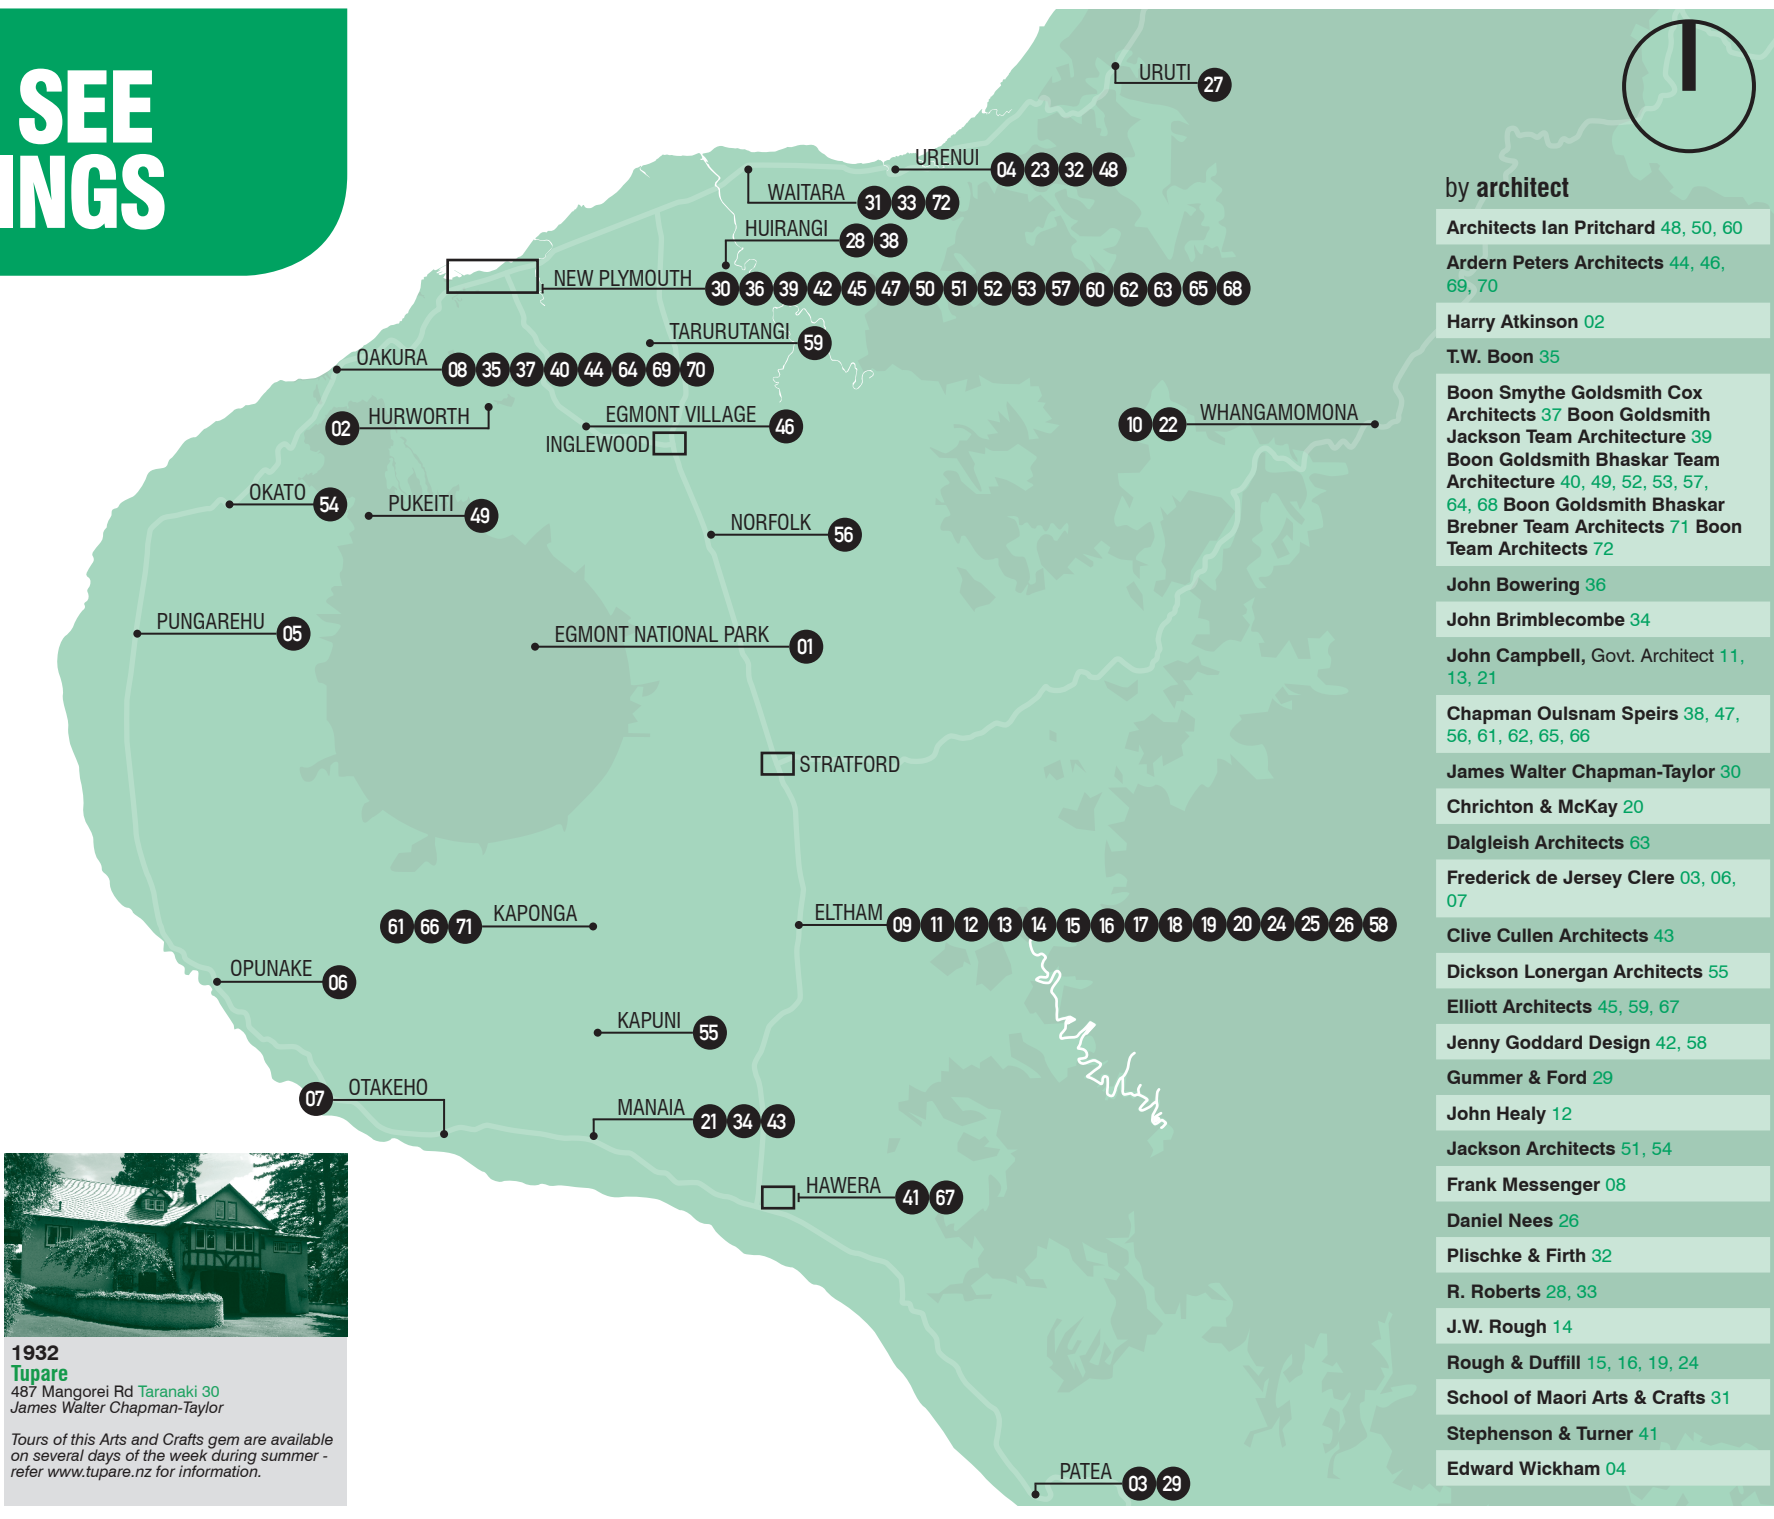 SEE
INGS
URUTI 27
URENUI 04 23 32 48
WAITARA 31 33 72
HUIRANGI 28 38
NEW PLYMOUTH 30 36 39 42 45 47 50 51 52 53 57 60 62 63 65 68
TARURUTANGI 59
OAKURA 08 35 37 40 44 64 69 70
02 HURWORTH
EGMONT VILLAGE 46
10 22 WHANGAMOMONA
INGLEWOOD
OKATO 54
PUKEITI 49
NORFOLK 56
PUNGAREHU 05
EGMONT NATIONAL PARK 01
STRATFORD
61 66 71 KAPONGA
ELTHAM 09 11 12 13 14 15 16 17 18 19 20 24 25 26 58
OPUNAKE 06
KAPUNI 55
07 OTAKEHO
MANAIA 21 34 43
HAWERA 41 67
PATEA 03 29
1932
Tupare
487 Mangorei Rd Taranaki 30
James Walter Chapman-Taylor
Tours of this Arts and Crafts gem are available
on several days of the week during summer -
refer www.tupare.nz for information.
by architect
Architects Ian Pritchard 48, 50, 60
Ardern Peters Architects 44, 46,
69, 70
Harry Atkinson 02
T.W. Boon 35
Boon Smythe Goldsmith Cox
Architects 37 Boon Goldsmith
Jackson Team Architecture 39
Boon Goldsmith Bhaskar Team
Architecture 40, 49, 52, 53, 57,
64, 68 Boon Goldsmith Bhaskar
Brebner Team Architects 71 Boon
Team Architects 72
John Bowering 36
John Brimblecombe 34
John Campbell, Govt. Architect 11,
13, 21
Chapman Oulsnam Speirs 38, 47,
56, 61, 62, 65, 66
James Walter Chapman-Taylor 30
Chrichton & McKay 20
Dalgleish Architects 63
Frederick de Jersey Clere 03, 06,
07
Clive Cullen Architects 43
Dickson Lonergan Architects 55
Elliott Architects 45, 59, 67
Jenny Goddard Design 42, 58
Gummer & Ford 29
John Healy 12
Jackson Architects 51, 54
Frank Messenger 08
Daniel Nees 26
Plischke & Firth 32
R. Roberts 28, 33
J.W. Rough 14
Rough & Duffill 15, 16, 19, 24
School of Maori Arts & Crafts 31
Stephenson & Turner 41
Edward Wickham 04